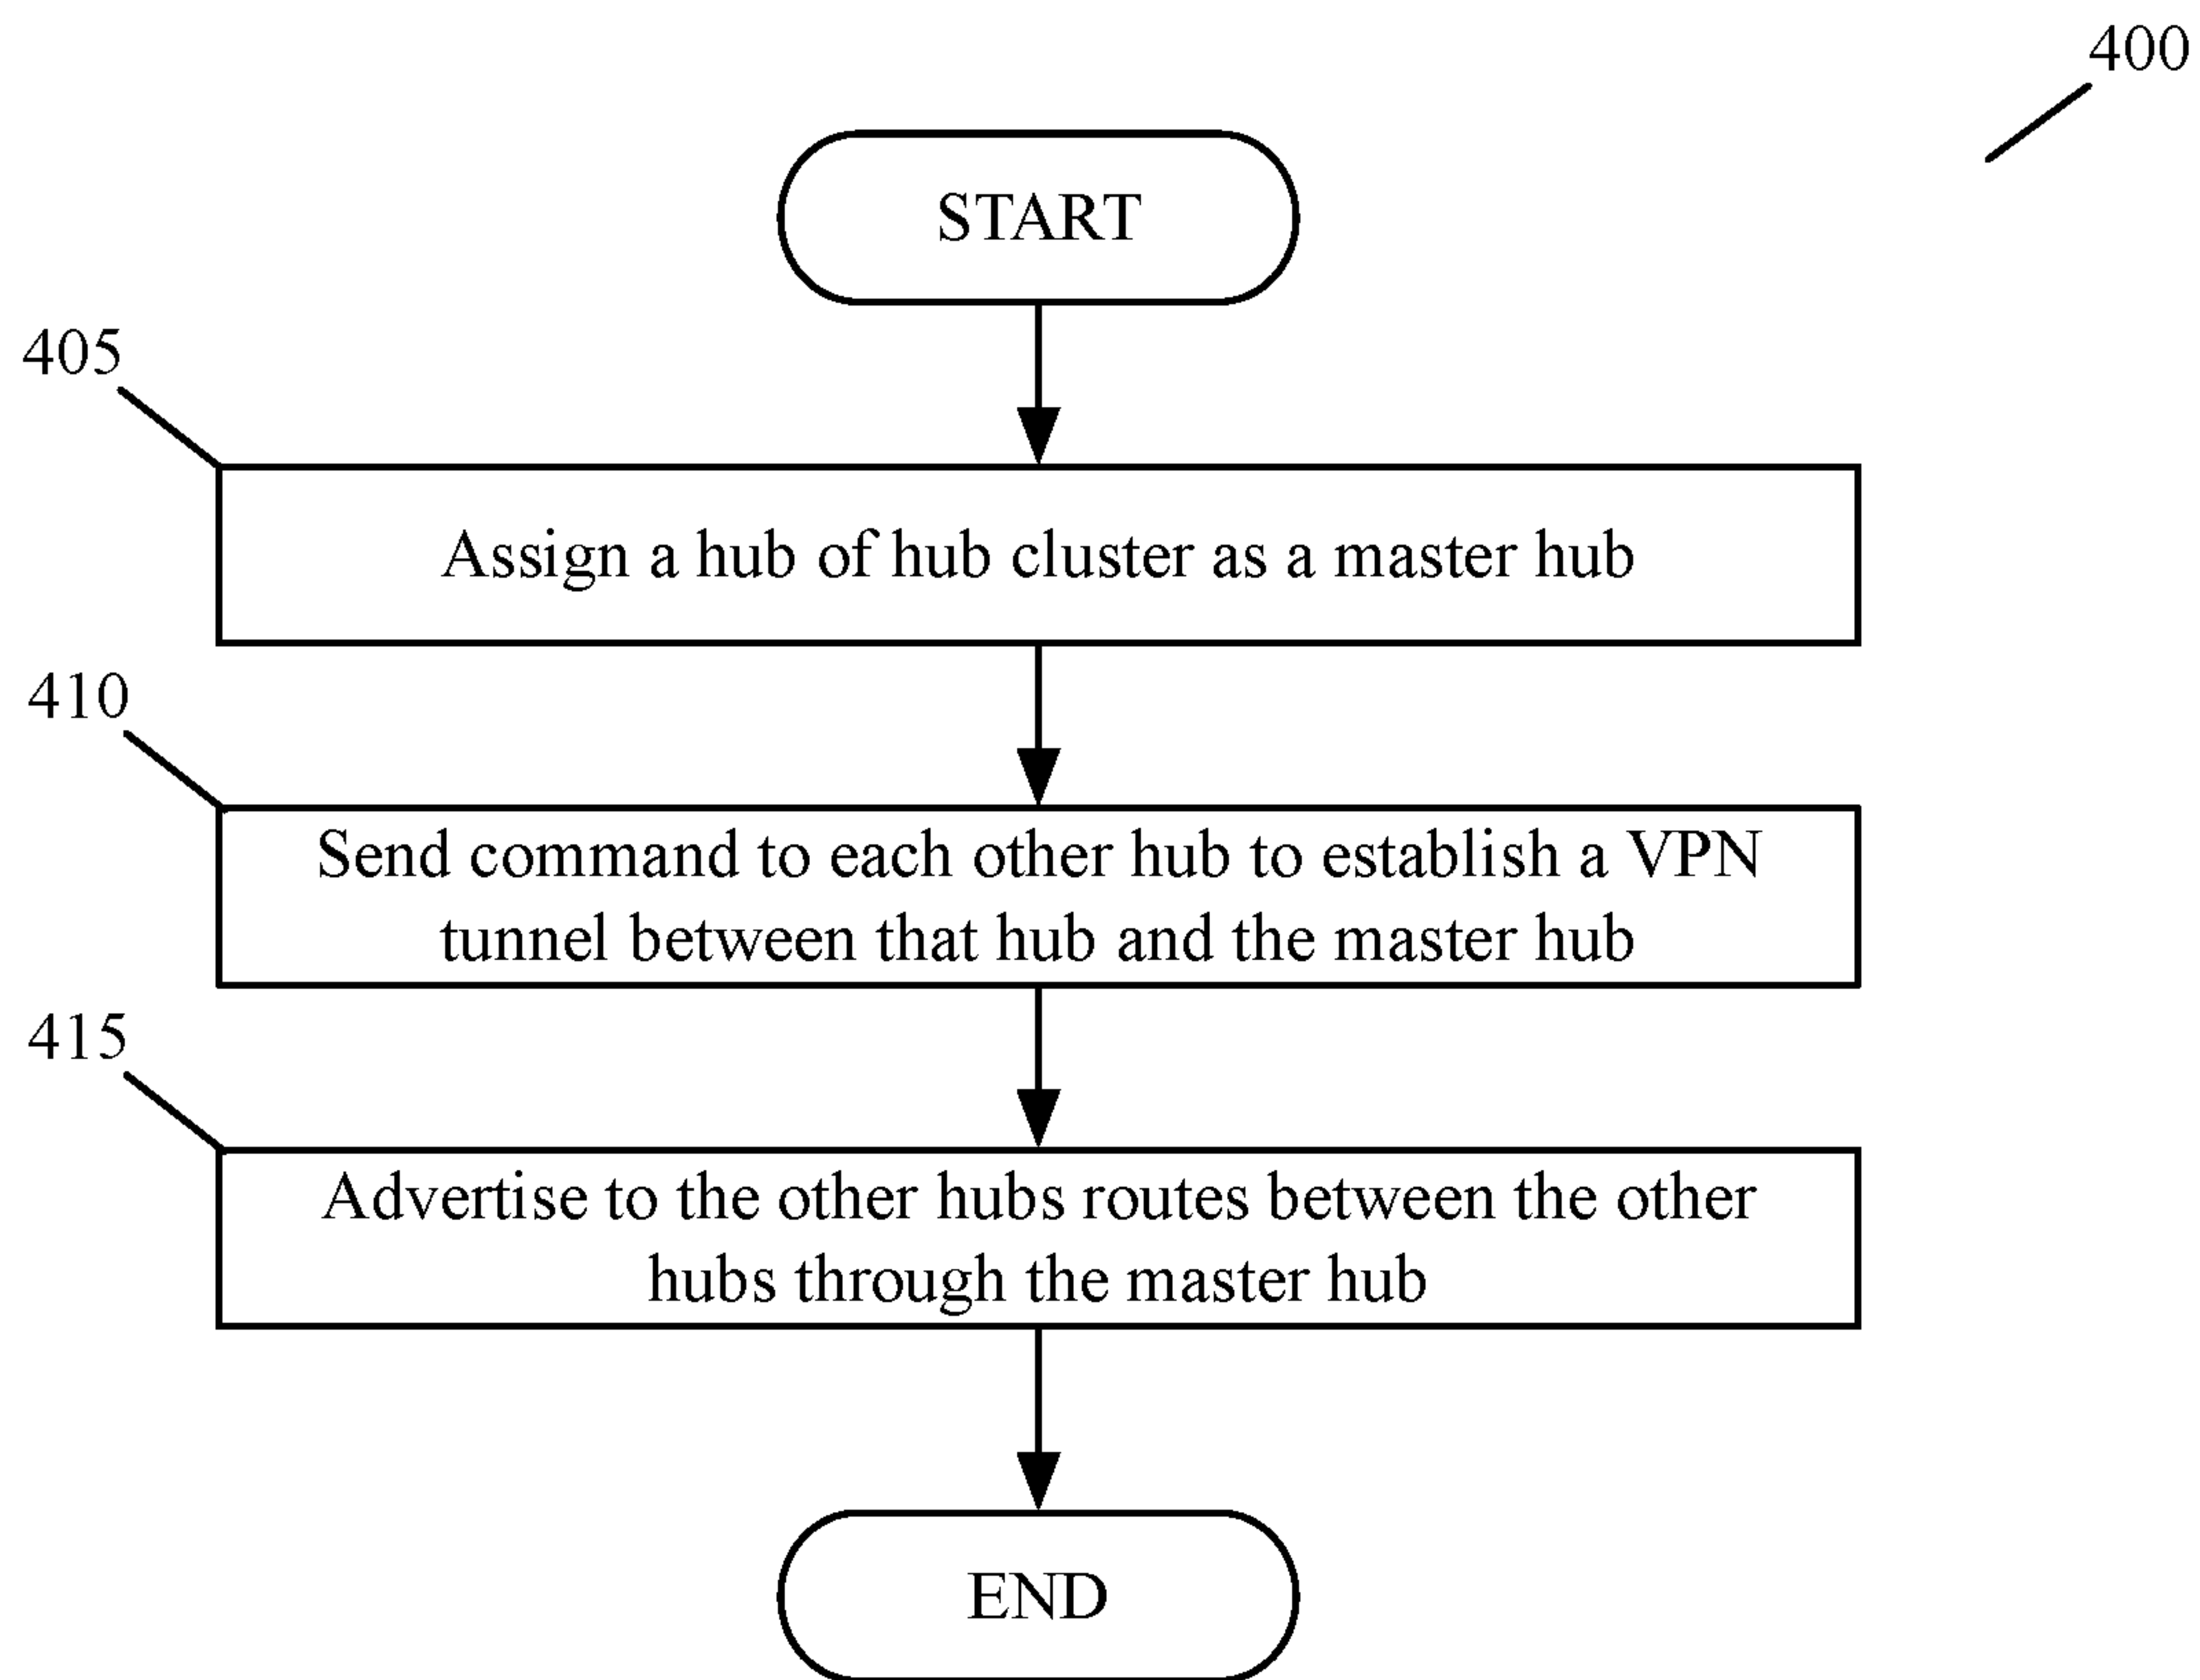 400
START
405
Assign a hub of hub cluster as a master hub
410
Send command to each other hub to establish a VPN
tunnel between that hub and the master hub
415
Advertise to the other hubs routes between the other
hubs through the master hub
END